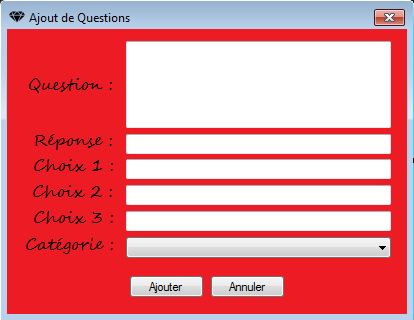 Ajout de Questions
Question :
Réponse :
Choix 1 :
Choix 2 :
Choix 3 :
Catégorie :
Ajouter Annuler